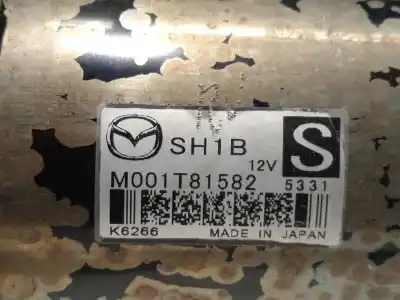 SH1B
12V
S
M001T81582 5331
K6266 MADE IN JAPAN